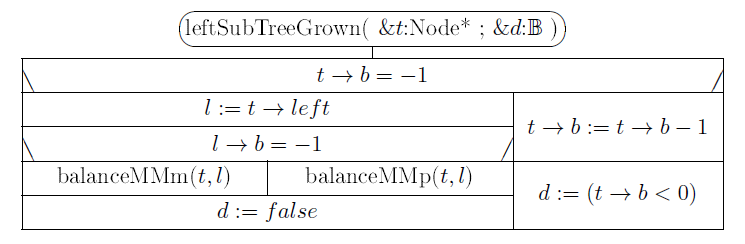 leftSubTreeGrown( &t:Node* ; &d:𝔹 )
t → b = −1
l := t → left
t → b := t → b − 1
l → b = −1
balanceMMm(t, l)
balanceMMp(t, l)
d := (t → b < 0)
d := false